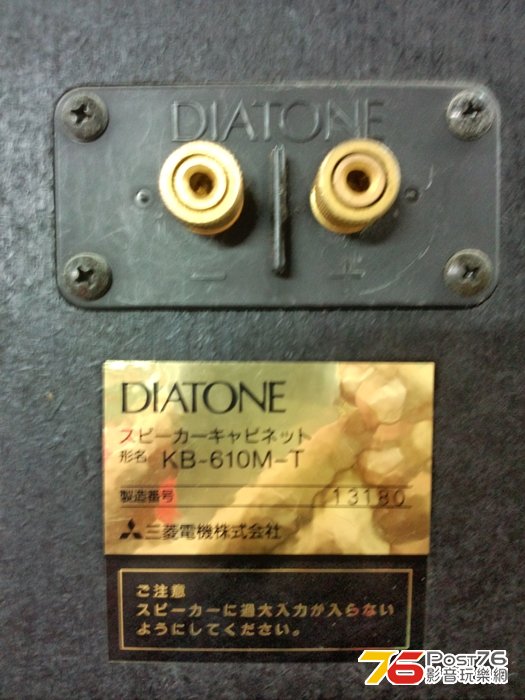 DIATONE
DIATONE
スピーカーキャビネット
形名 KB-610M-T
製造番号 13180
三菱電機株式会社
ご注意
スピーカーに過大入力が入らない
ようにしてください。
76 Post76
影音玩樂網